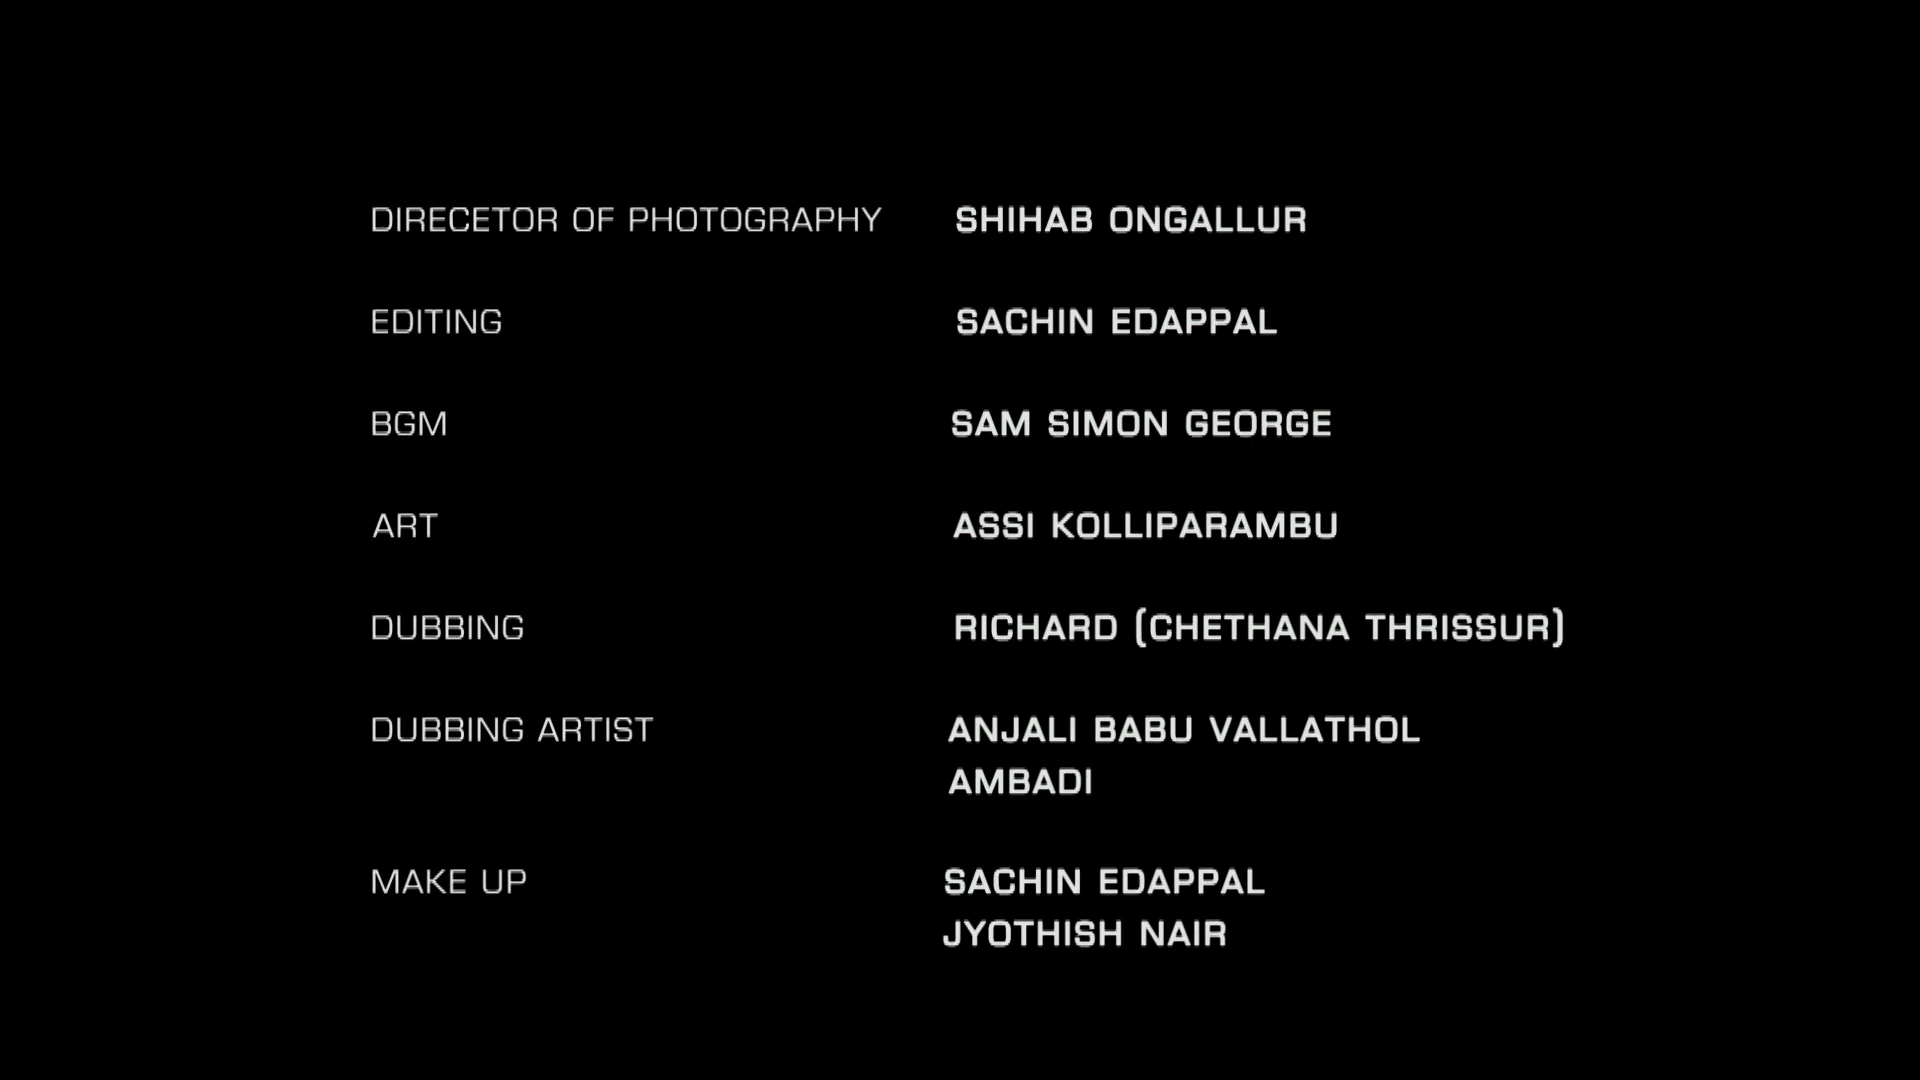 DIRECETOR OF PHOTOGRAPHY SHIHAB ONGALLUR
EDITING SACHIN EDAPPAL
BGM SAM SIMON GEORGE
ART ASSI KOLLIPARAMBU
DUBBING RICHARD (CHETHANA THRISSUR)
DUBBING ARTIST ANJALI BABU VALLATHOL
AMBADI
MAKE UP SACHIN EDAPPAL
JYOTHISH NAIR